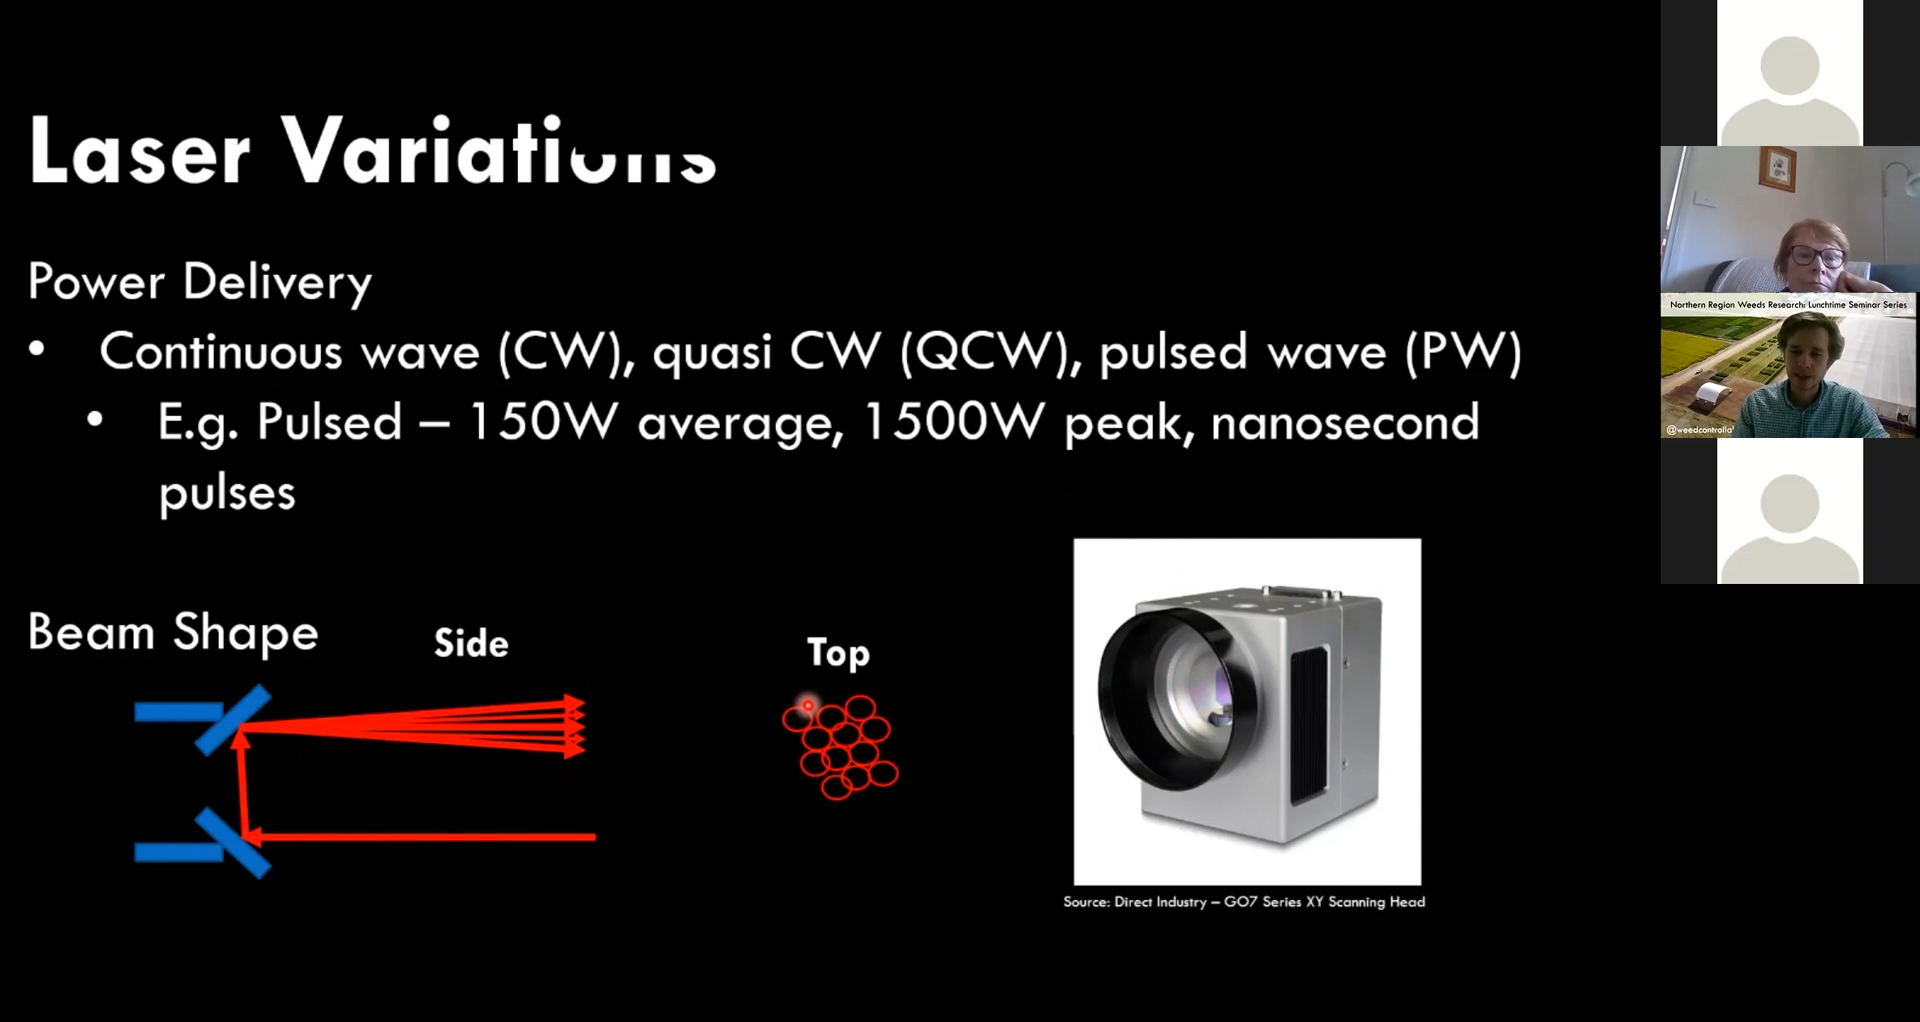 Laser Variations
Power Delivery
• Continuous wave (CW), quasi CW (QCW), pulsed wave (PW)
• E.g. Pulsed – 150W average, 1500W peak, nanosecond
pulses
Beam Shape
Side
Top
Source: Direct Industry – GO7 Series XY Scanning Head
Northern Region Weeds Research: Lunchtime Seminar Series